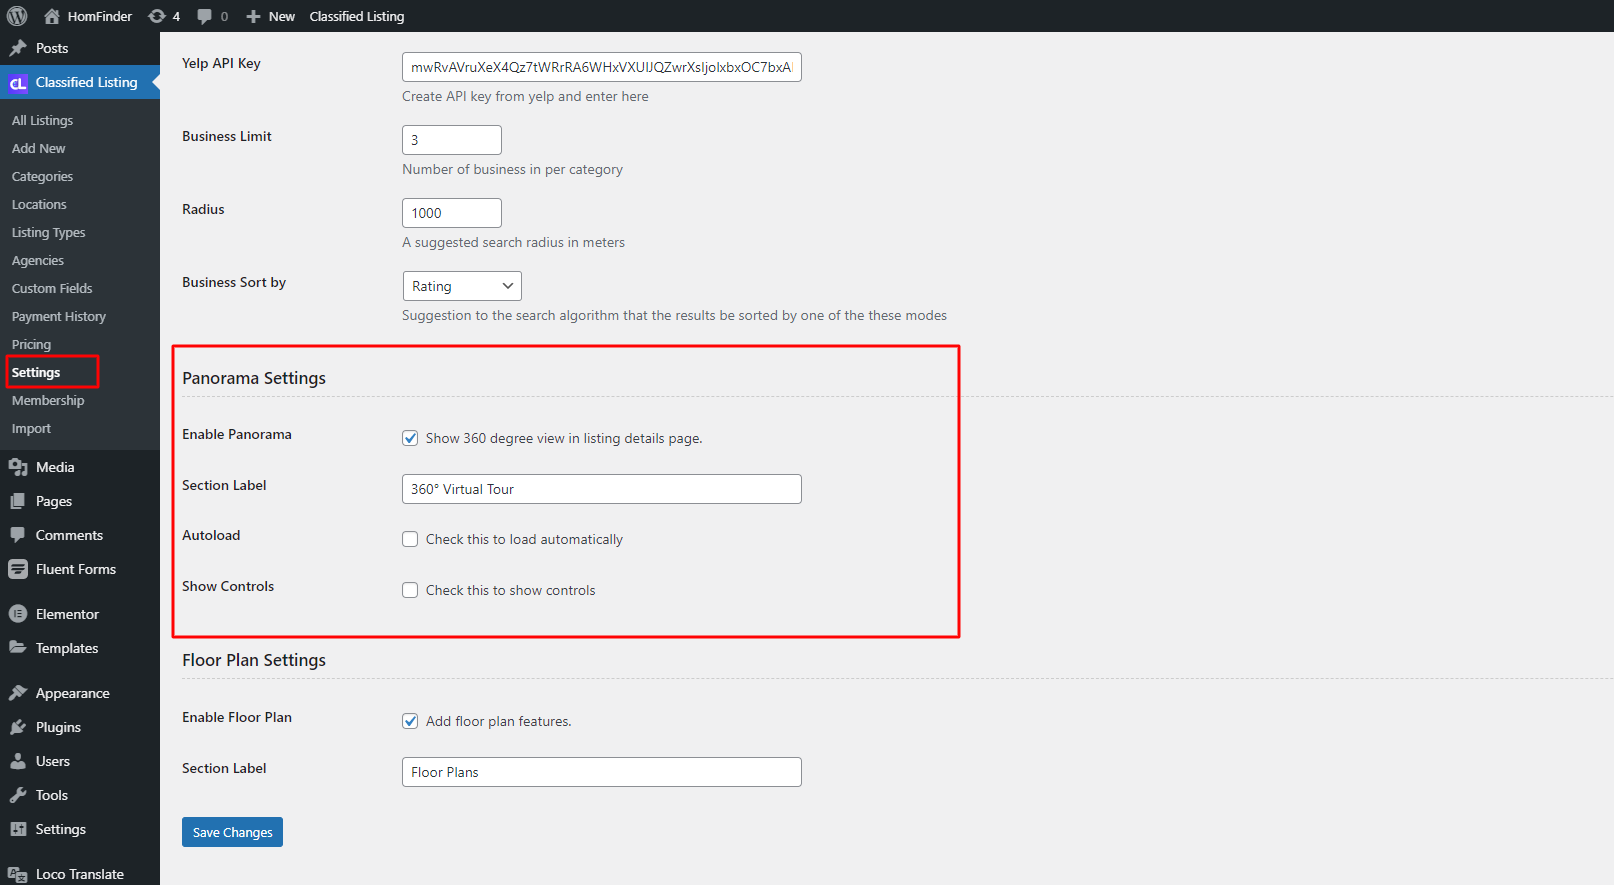 HomFinder
4
0
New
Classified Listing
Posts
Classified Listing
All Listings
Add New
Categories
Locations
Listing Types
Agencies
Custom Fields
Payment History
Pricing
Settings
Membership
Import
Media
Pages
Comments
Fluent Forms
Elementor
Templates
Appearance
Plugins
Users
Tools
Settings
Loco Translate
Yelp API Key
Create API key from yelp and enter here
Business Limit
3
Number of business in per category
Radius
1000
A suggested search radius in meters
Business Sort by
Rating
Suggestion to the search algorithm that the results be sorted by one of the these modes
Panorama Settings
Enable Panorama
Show 360 degree view in listing details page.
Section Label
360° Virtual Tour
Autoload
Check this to load automatically
Show Controls
Check this to show controls
Floor Plan Settings
Enable Floor Plan
Add floor plan features.
Section Label
Floor Plans
Save Changes